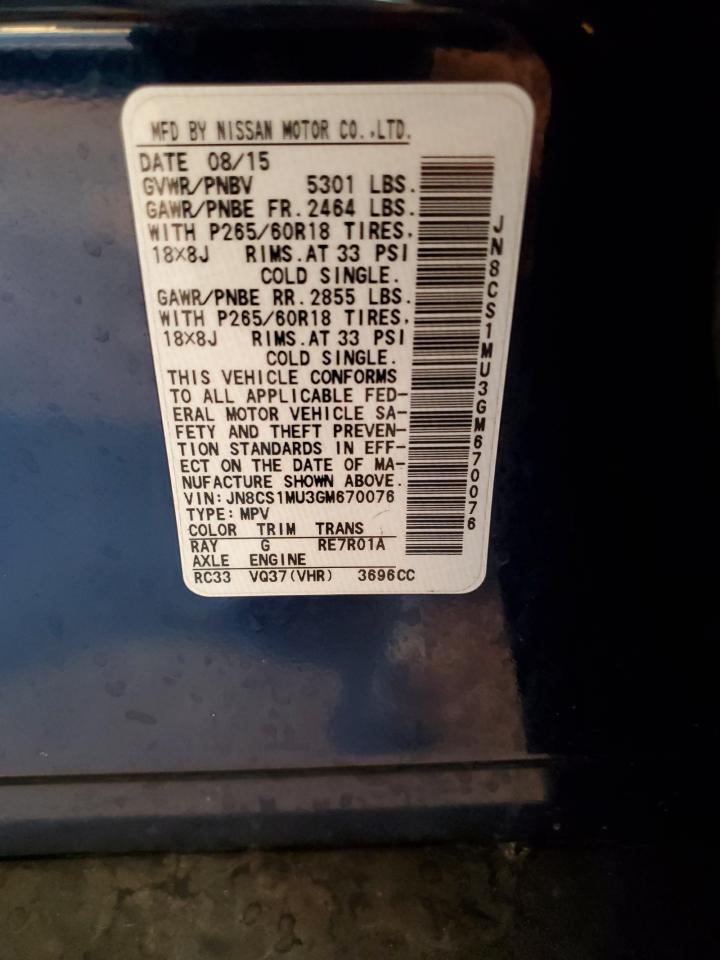 MFD BY NISSAN MOTOR CO.,LTD.
DATE 08/15
GVWR/PNBV 5301 LBS.
GAWR/PNBE FR. 2464 LBS.
WITH P265/60R18 TIRES,
18X8J RIMS.AT 33 PSI
COLD SINGLE.
GAWR/PNBE RR. 2855 LBS.
WITH P265/60R18 TIRES,
18X8J RIMS.AT 33 PSI
COLD SINGLE.
THIS VEHICLE CONFORMS
TO ALL APPLICABLE FED-
ERAL MOTOR VEHICLE SA-
FETY AND THEFT PREVEN-
TION STANDARDS IN EFF-
ECT ON THE DATE OF MA-
NUFACTURE SHOWN ABOVE.
VIN:JN8CS1MU3GM670076
TYPE:MPV
COLOR TRIM TRANS
RAY G RE7R01A
AXLE ENGINE
RC33 VQ37(VHR) 3696CC
JN8CS1MU3GM670076